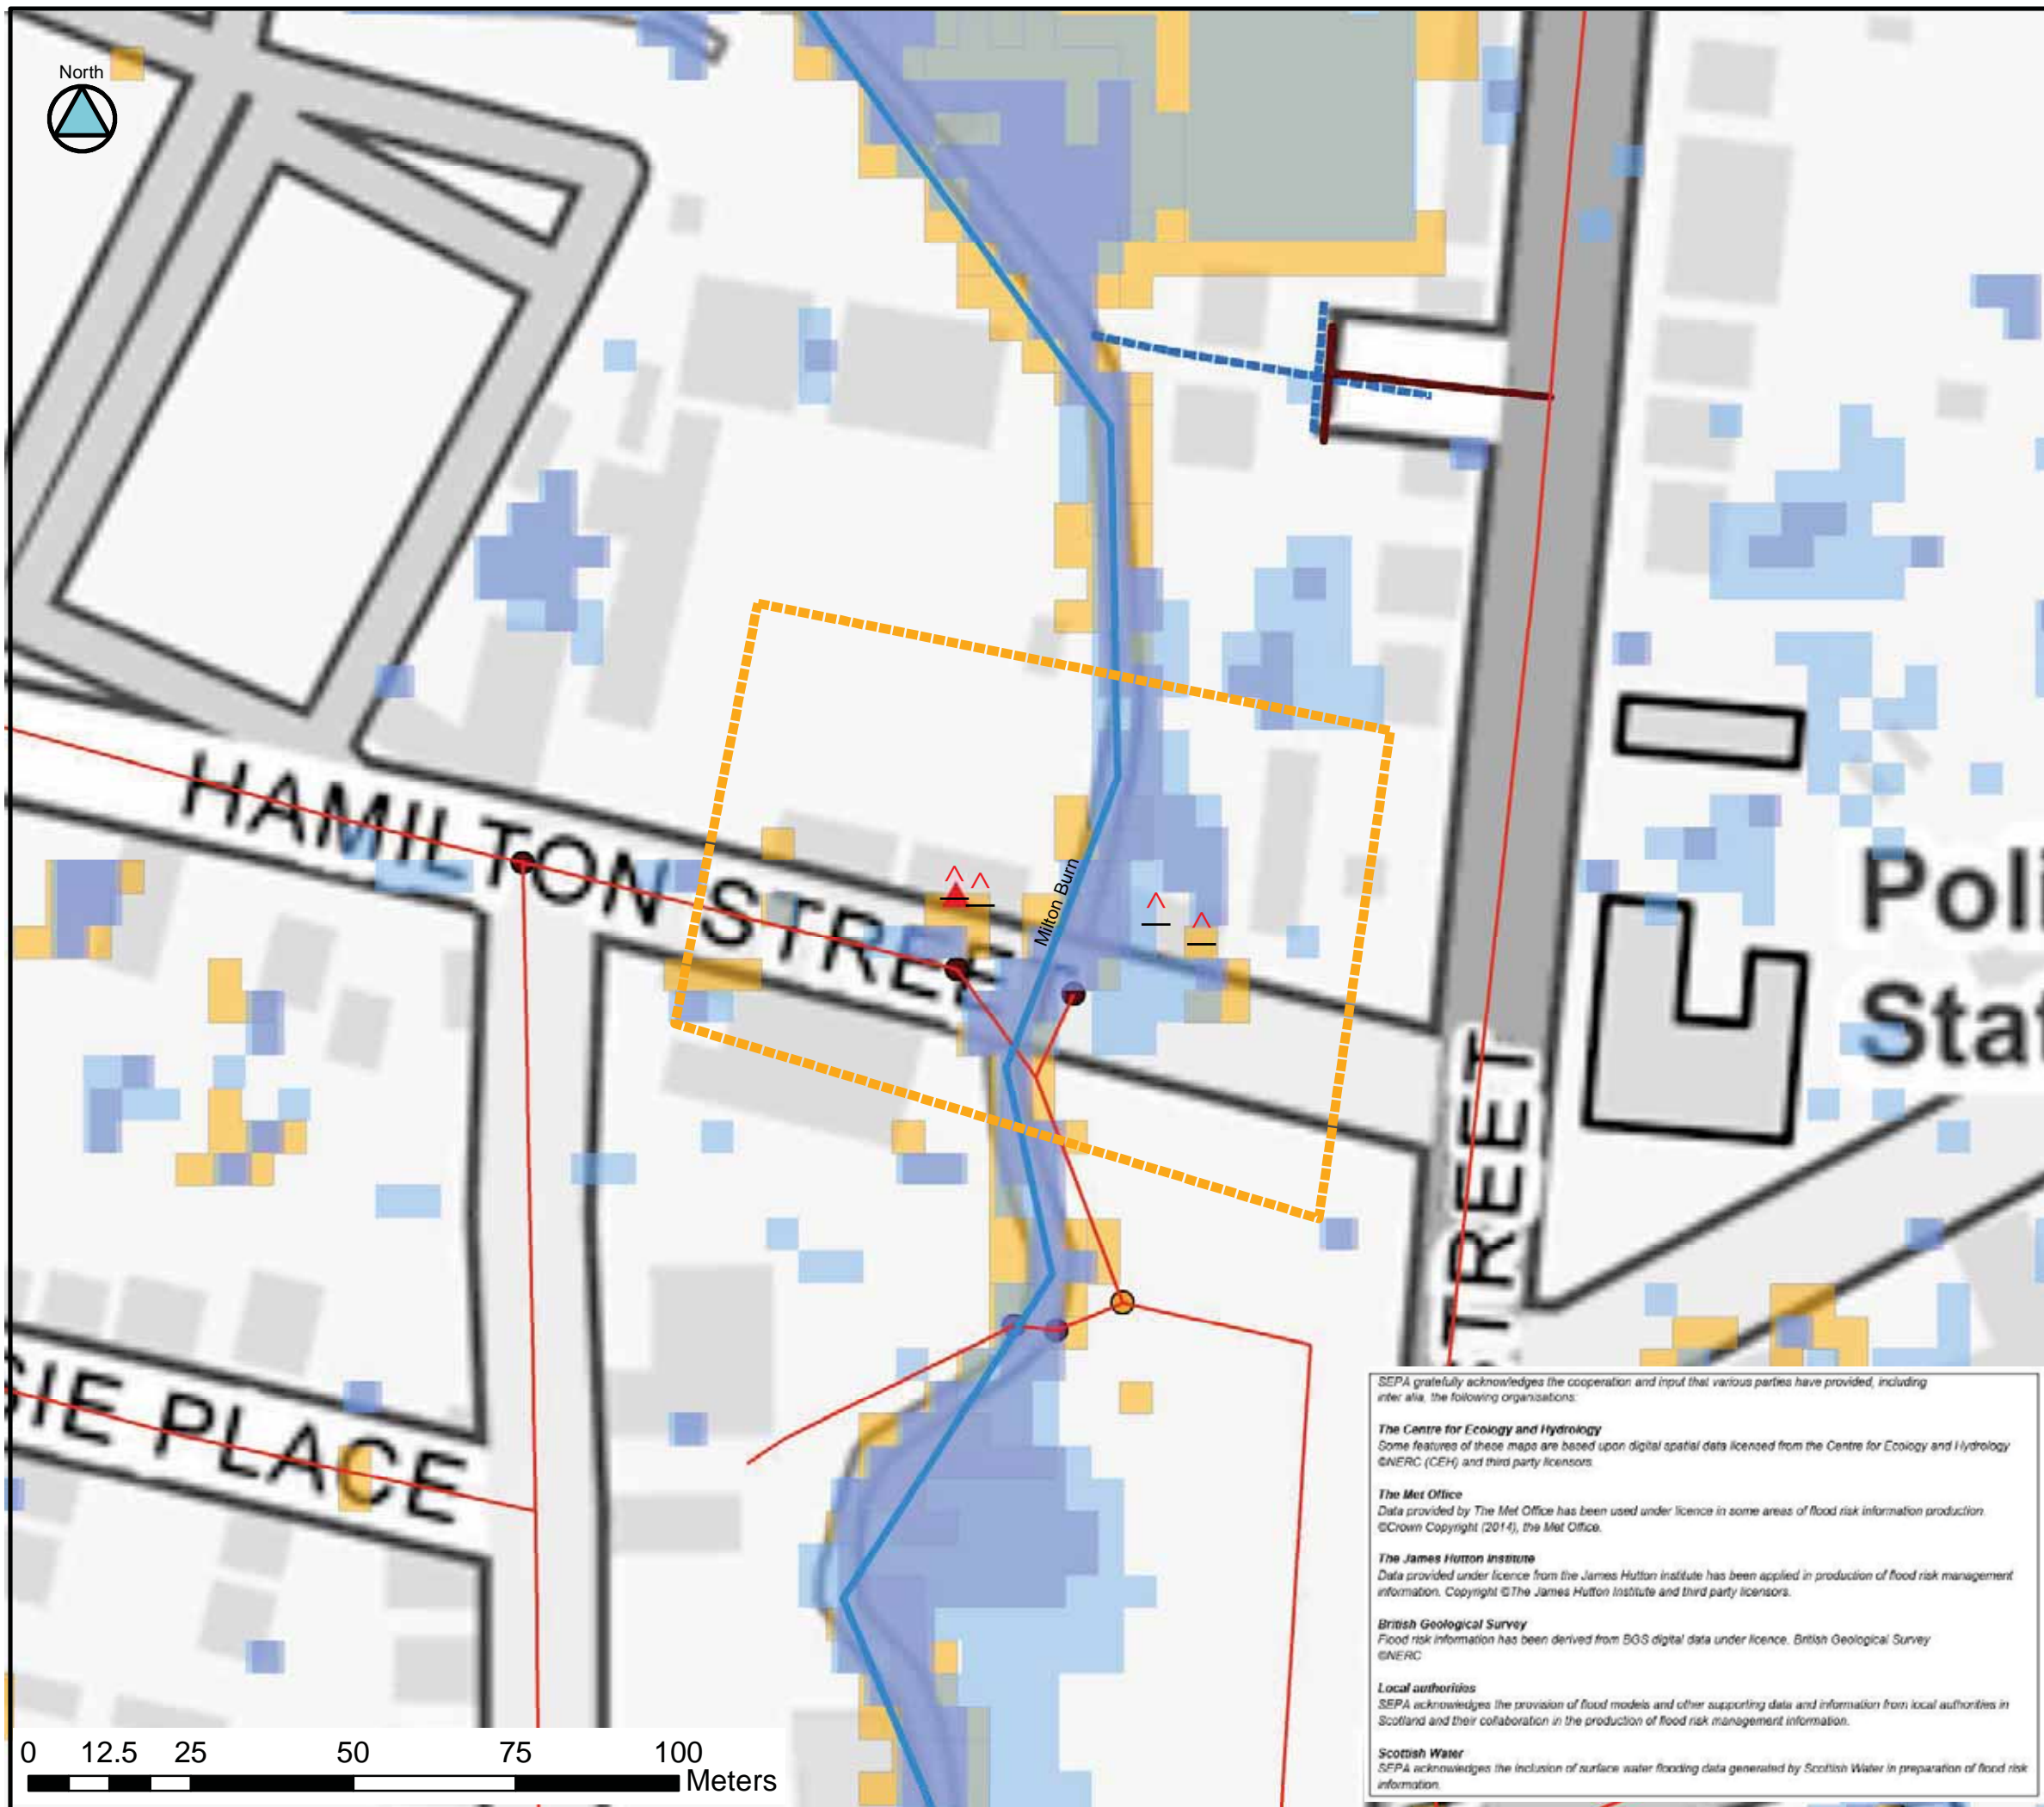 North
HAMILTON STREET
Milton Burn
Poli
Stat
STREET
SIE PLACE
SEPA gratefully acknowledges the cooperation and input that various parties have provided, including
inter alia, the following organisations:
The Centre for Ecology and Hydrology
Some features of these maps are based upon digital spatial data licensed from the Centre for Ecology and Hydrology
©NERC (CEH) and third party licensors.
The Met Office
Data provided by The Met Office has been used under licence in some areas of flood risk information production.
©Crown Copyright (2014), the Met Office.
The James Hutton Institute
Data provided under licence from the James Hutton institute has been applied in production of flood risk management
information. Copyright ©The James Hutton Institute and third party licensors.
British Geological Survey
Flood risk information has been derived from BGS digital data under licence. British Geological Survey
©NERC
Local authorities
SEPA acknowledges the provision of flood models and other supporting data and information from local authorities in
Scotland and their collaboration in the production of flood risk management information.
Scottish Water
SEPA acknowledges the inclusion of surface water flooding data generated by Scottish Water in preparation of flood risk
information.
0 12.5 25 50 75 100
Meters